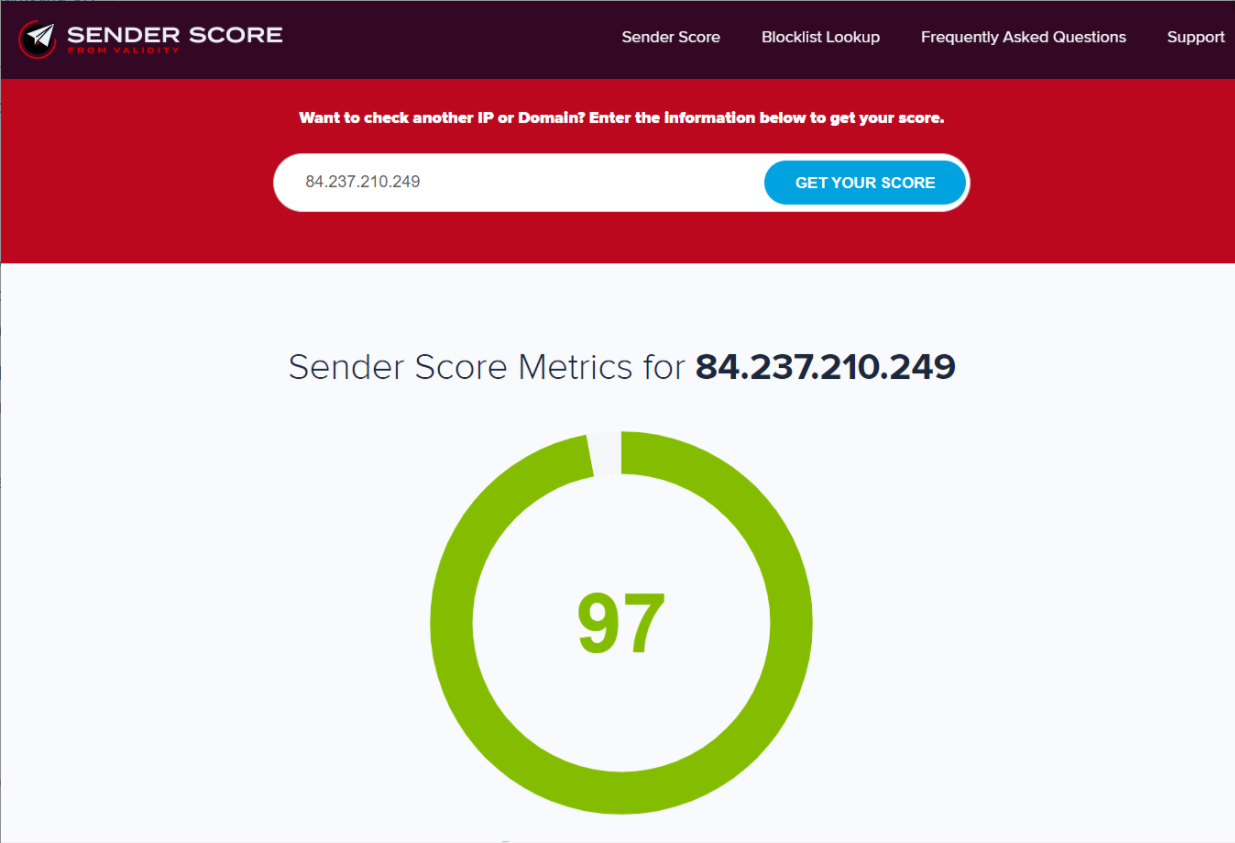 SENDER SCORE
FROM VALIDITY
Sender Score
Blocklist Lookup
Frequently Asked Questions
Support
Want to check another IP or Domain? Enter the information below to get your score.
84.237.210.249
GET YOUR SCORE
Sender Score Metrics for 84.237.210.249
97